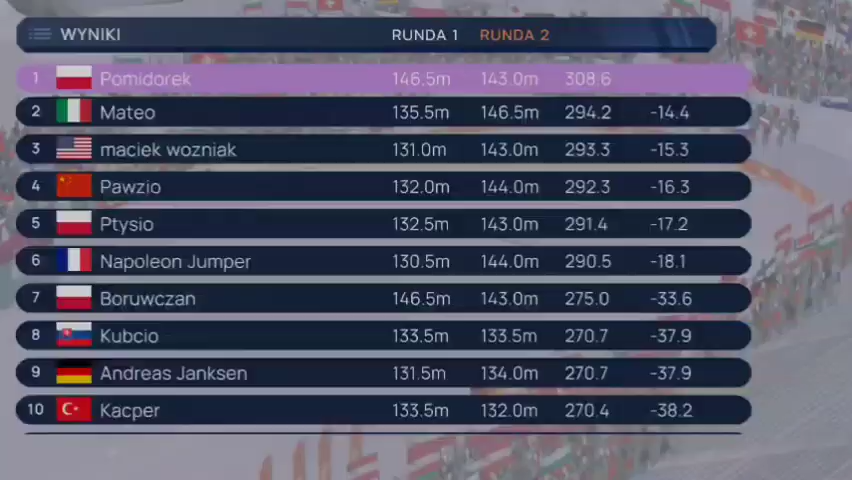 WYNIKI RUNDA 1 RUNDA 2
1 Pomidorek 146.5m 143.0m 308.6
2 Mateo 135.5m 146.5m 294.2 -14.4
3 maciek wozniak 131.0m 143.0m 293.3 -15.3
4 Pawzjo 132.0m 144.0m 292.3 -16.3
5 Ptysio 132.5m 143.0m 291.4 -17.2
6 Napoleon Jumper 130.5m 144.0m 290.5 -18.1
7 Boruwczan 146.5m 143.0m 275.0 -33.6
8 Kubcio 133.5m 133.5m 270.7 -37.9
9 Andreas Janksen 131.5m 134.0m 270.7 -37.9
10 Kacper 133.5m 132.0m 270.4 -38.2